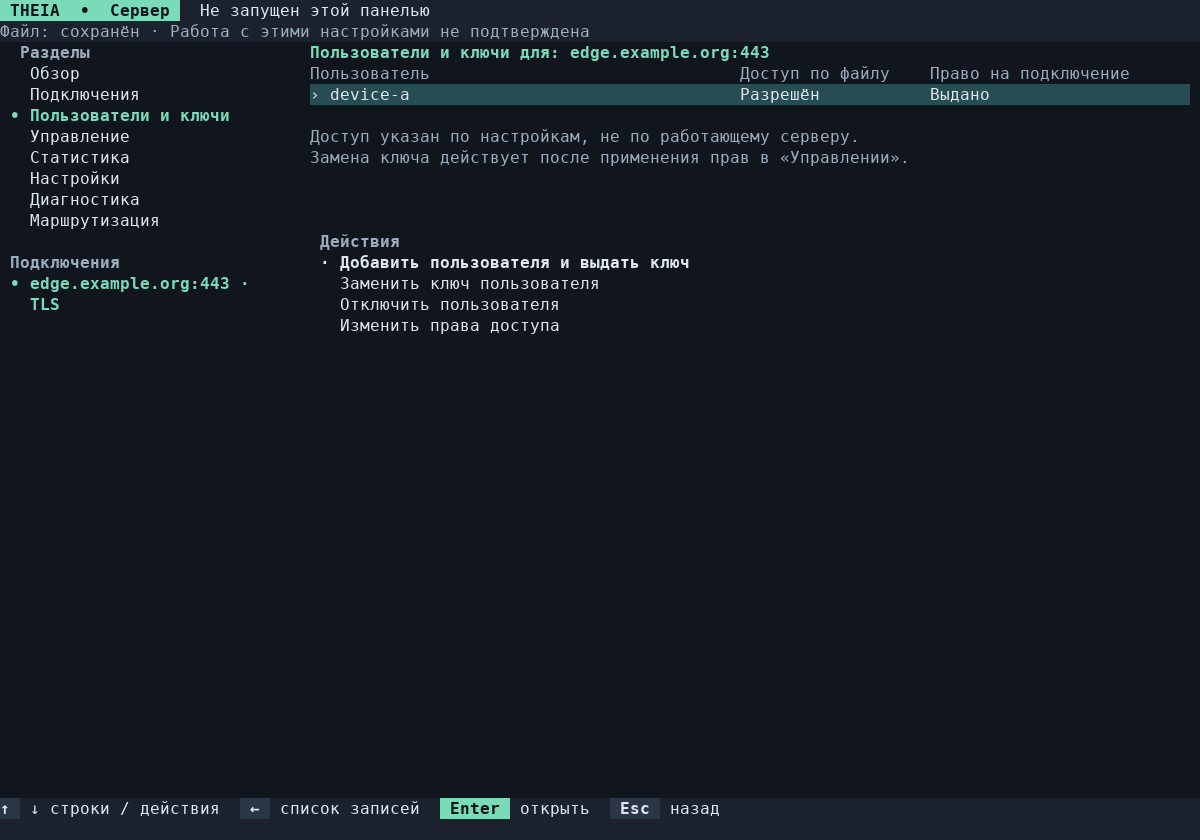 THEIA • Сервер Не запущен этой панелью
Файл: сохранён · Работа с этими настройками не подтверждена
Разделы
Обзор
Подключения
• Пользователи и ключи
Управление
Статистика
Настройки
Диагностика
Маршрутизация
Подключения
• edge.example.org:443 ·
TLS
Пользователи и ключи для: edge.example.org:443
Пользователь Доступ по файлу Право на подключение
› device-a Разрешён Выдано
Доступ указан по настройкам, не по работающему серверу.
Замена ключа действует после применения прав в «Управлении».
Действия
· Добавить пользователя и выдать ключ
Заменить ключ пользователя
Отключить пользователя
Изменить права доступа
↑ ↓ строки / действия ← список записей Enter открыть Esc назад